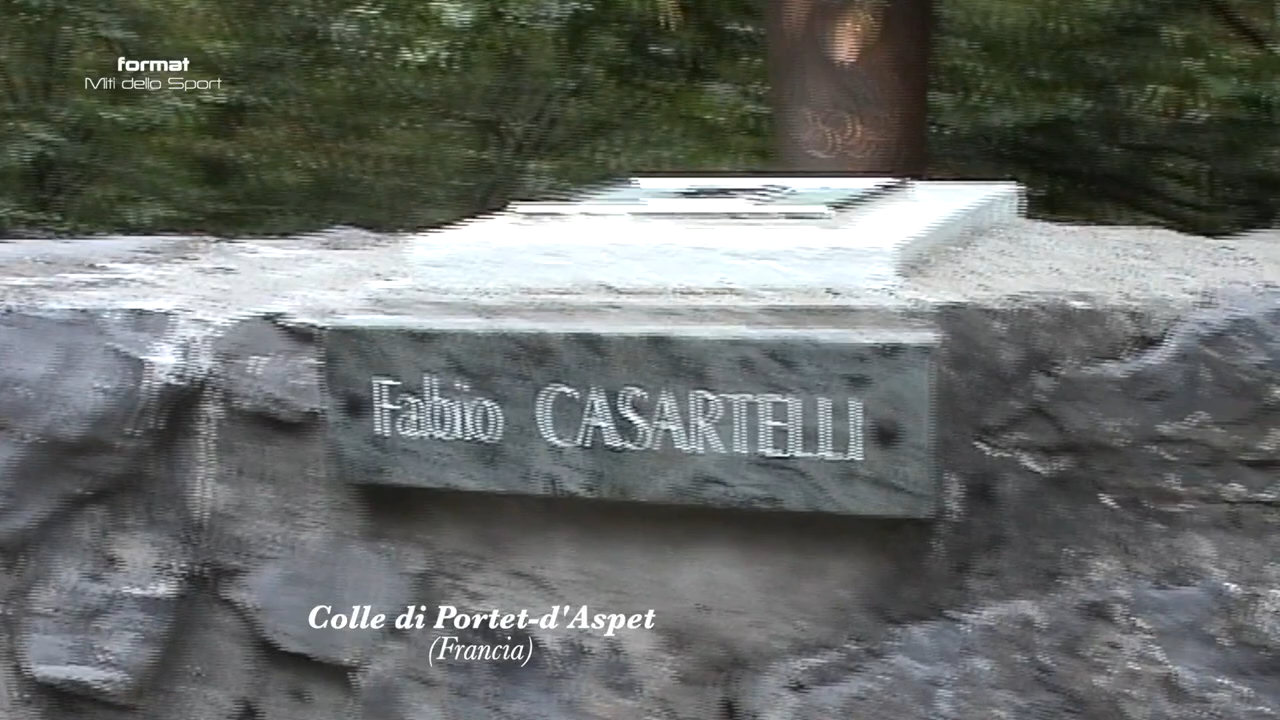 format
Miti dello Sport
Fabio CASARTELLI
Colle di Portet-d'Aspet
(Francia)